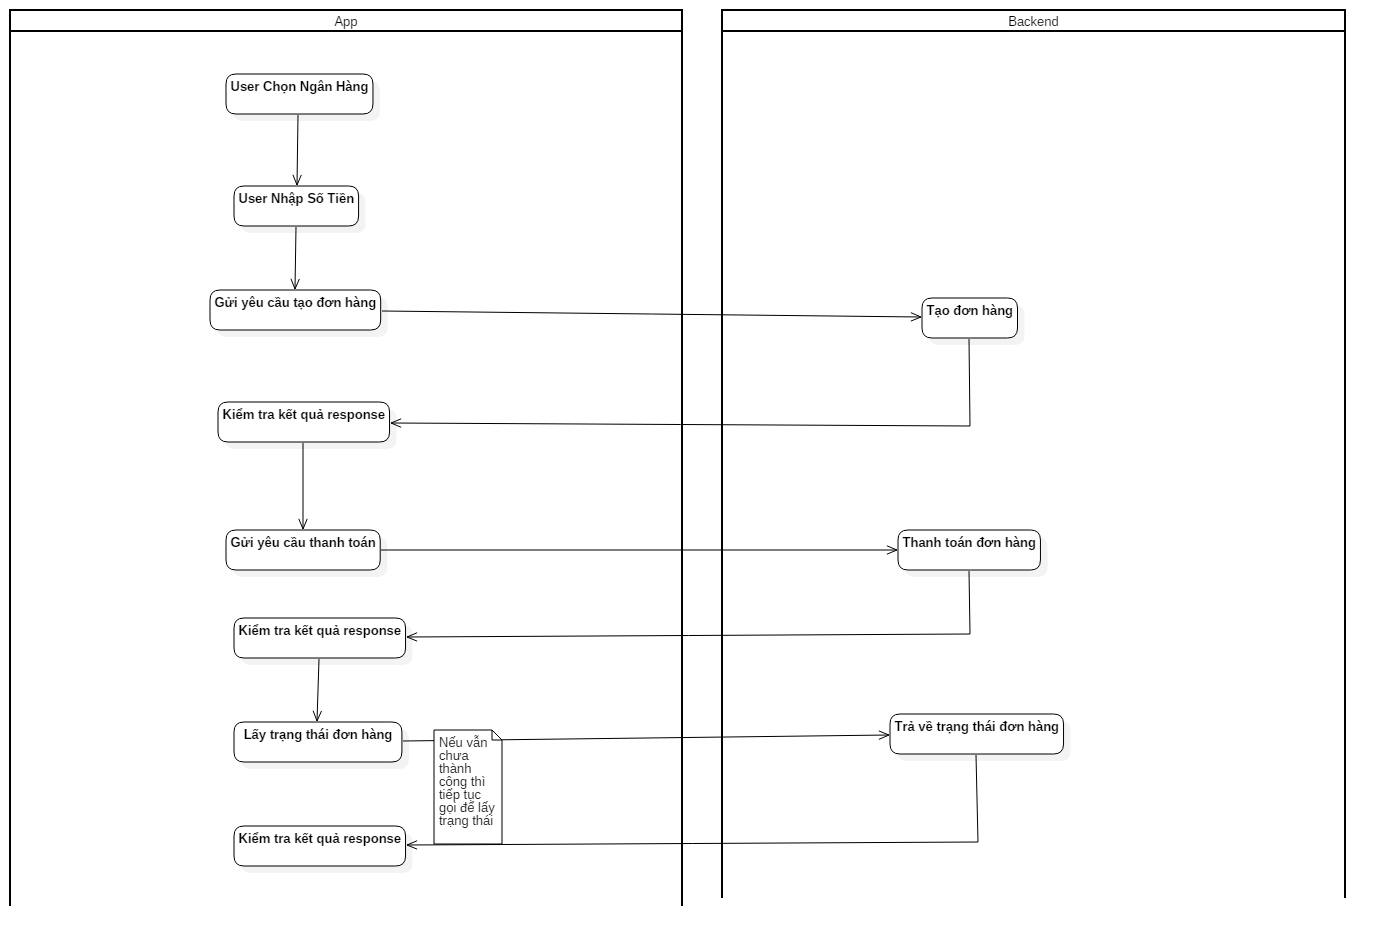 App
Backend
User Chọn Ngân Hàng
User Nhập Số Tiền
Gửi yêu cầu tạo đơn hàng
Tạo đơn hàng
Kiểm tra kết quả response
Gửi yêu cầu thanh toán
Thanh toán đơn hàng
Kiểm tra kết quả response
Lấy trạng thái đơn hàng
Nếu vẫn
chưa
thành
công thì
tiếp tục
gọi để lấy
trạng thái
Trả về trạng thái đơn hàng
Kiểm tra kết quả response